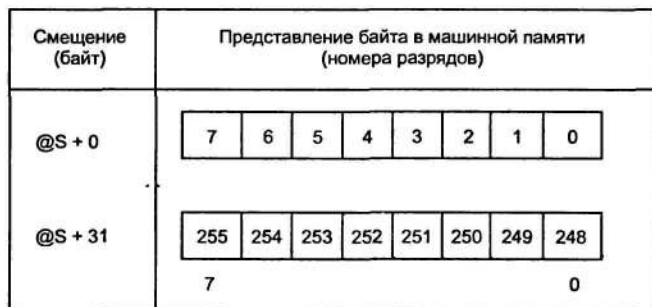 Смещение (байт) Представление байта в машинной памяти (номера разрядов)
@S + 0 7 6 5 4 3 2 1 0
@S + 31 255 254 253 252 251 250 249 248
7 0